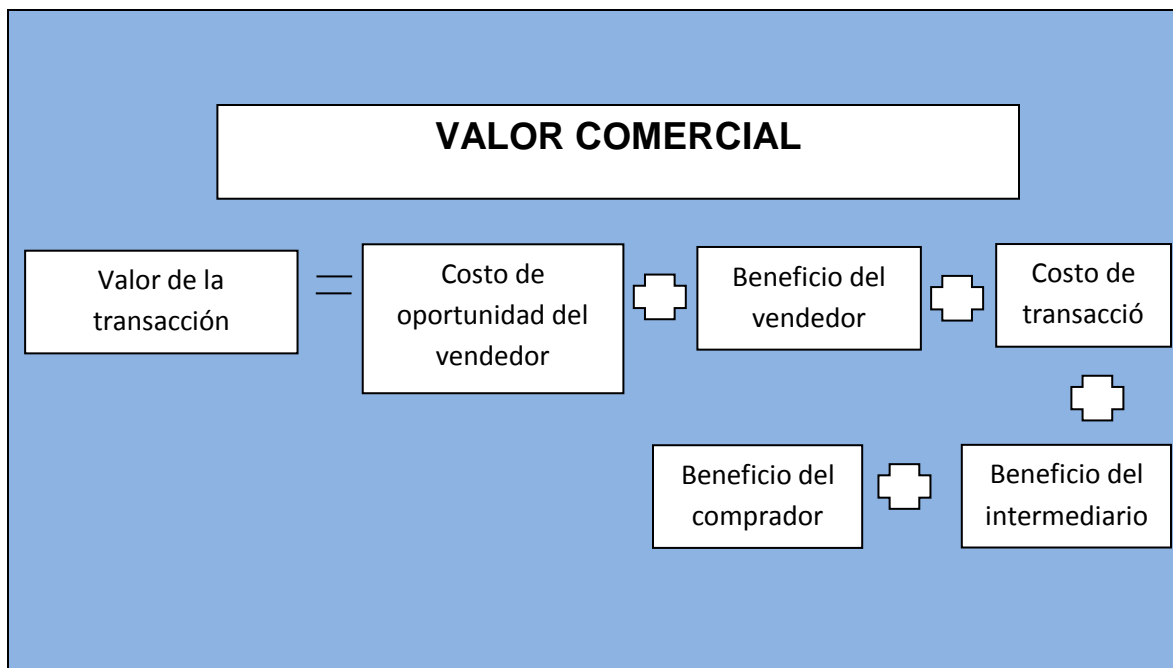 VALOR COMERCIAL
Valor de la
transacción
Costo de
oportunidad del
vendedor
Beneficio del
vendedor
Costo de
transacció
Beneficio del
comprador
Beneficio del
intermediario